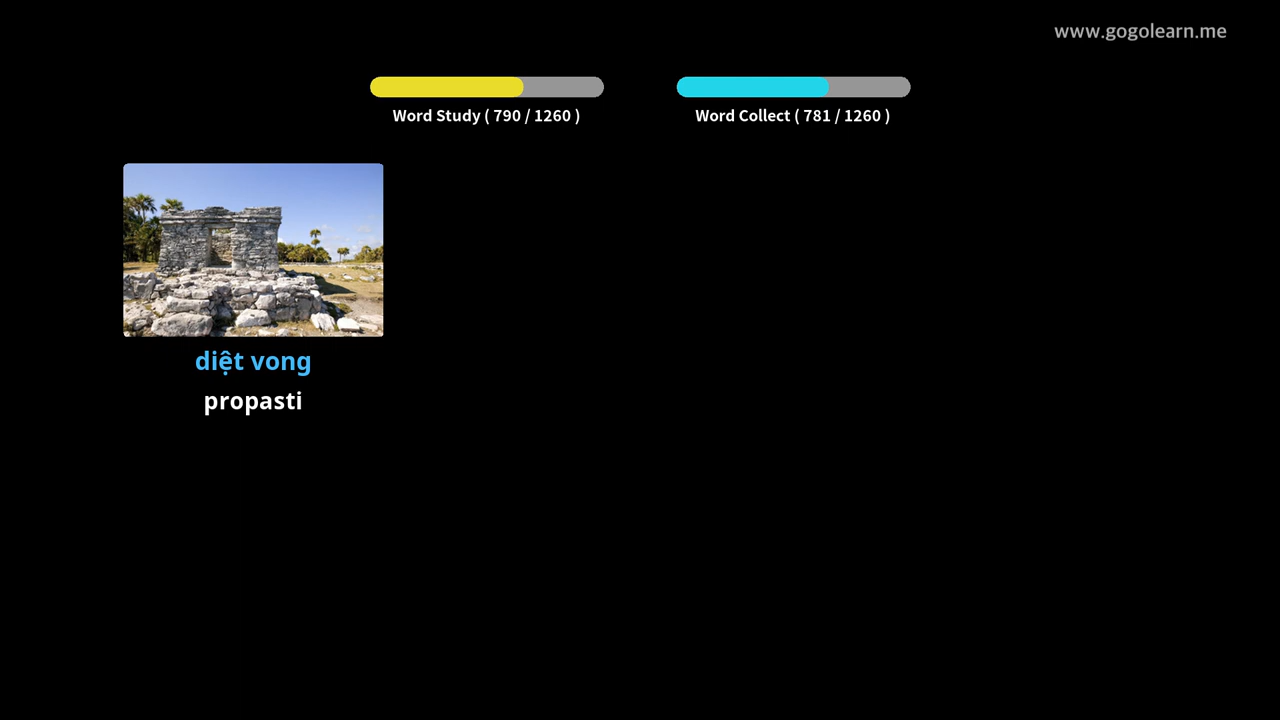 www.gogolearn.me
Word Study ( 790 / 1260 )
Word Collect ( 781 / 1260 )
diệt vong
propasti